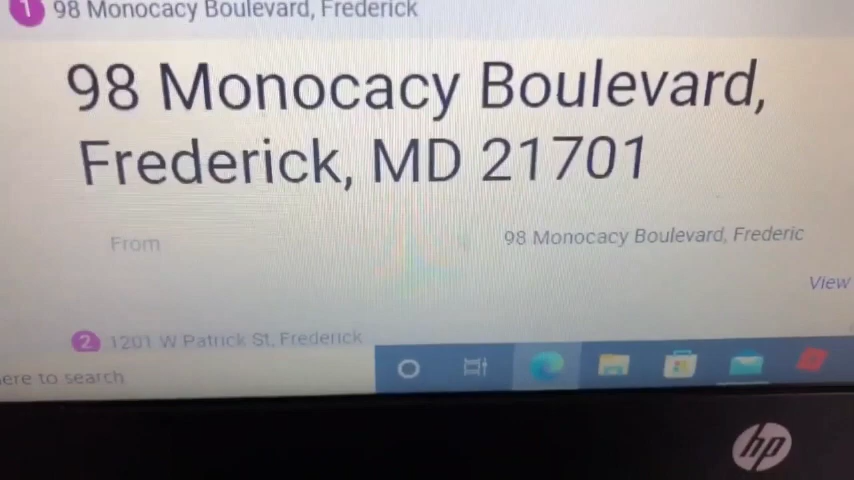 1 98 Monocacy Boulevard, Frederick
98 Monocacy Boulevard,
Frederick, MD 21701
From
98 Monocacy Boulevard, Frederic
View
2 1201 W Patrick St, Frederick
ere to search
hp